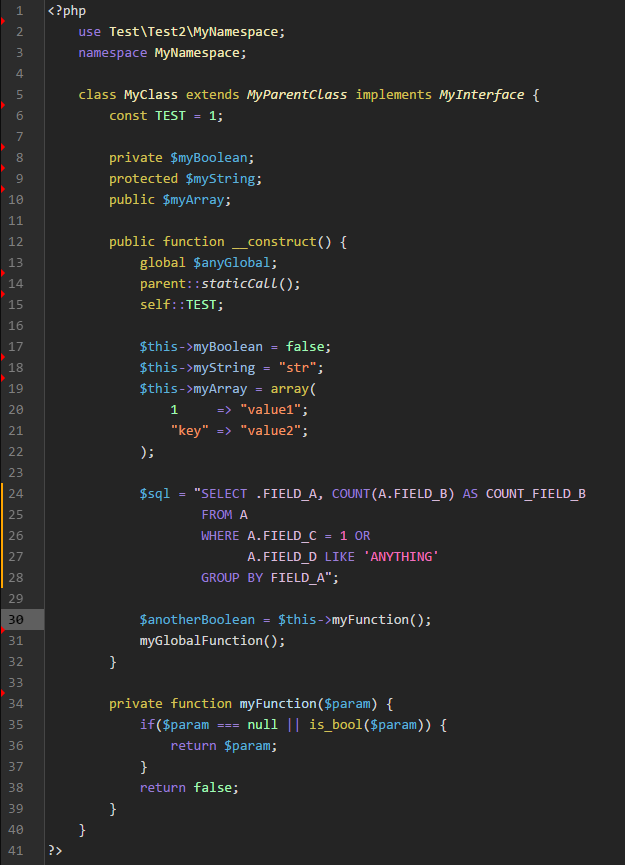 1 <?php
2     use Test\Test2\MyNamespace;
3     namespace MyNamespace;
4
5     class MyClass extends MyParentClass implements MyInterface {
6         const TEST = 1;
7
8         private $myBoolean;
9         protected $myString;
10         public $myArray;
11
12         public function __construct() {
13             global $anyGlobal;
14             parent::staticCall();
15             self::TEST;
16
17             $this->myBoolean = false;
18             $this->myString = "str";
19             $this->myArray = array(
20                 1     => "value1";
21                 "key" => "value2";
22             );
23
24             $sql = "SELECT .FIELD_A, COUNT(A.FIELD_B) AS COUNT_FIELD_B
25                     FROM A
26                     WHERE A.FIELD_C = 1 OR
27                           A.FIELD_D LIKE 'ANYTHING'
28                     GROUP BY FIELD_A";
29
30             $anotherBoolean = $this->myFunction();
31             myGlobalFunction();
32         }
33
34         private function myFunction($param) {
35             if($param === null || is_bool($param)) {
36                 return $param;
37             }
38             return false;
39         }
40     }
41 ?>